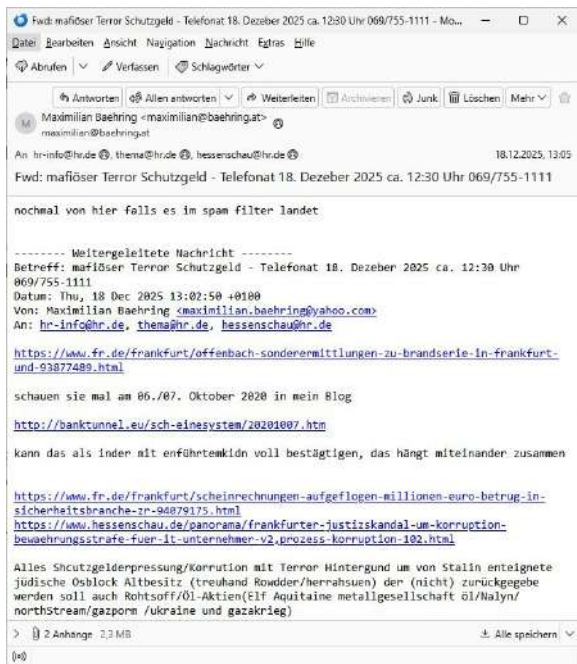 Fwd: mafiöser Terror Schutzgeld - Telefonat 18. Dezeber 2025 ca. 12:30 Uhr 069/755-1111 - Mo...
Datei Bearbeiten Ansicht Navigation Nachricht Extras Hilfe
Abrufen Verfassen Schlagwörter
Antworten Allen antworten Weiterleiten Archivieren Junk Löschen Mehr
M Maximilian Baehring <maximilian@baehring.at>
maximilian@baehring.at
An hr-info@hr.de, thema@hr.de, hessenschau@hr.de 18.12.2025, 13:05
Fwd: mafiöser Terror Schutzgeld - Telefonat 18. Dezeber 2025 ca. 12:30 Uhr 069/755-1111
nochmal von hier falls es im spam filter landet
-------- Weitergeleitete Nachricht --------
Betreff: mafiöser Terror Schutzgeld - Telefonat 18. Dezeber 2025 ca. 12:30 Uhr
069/755-1111
Datum: Thu, 18 Dec 2025 13:02:50 +0100
Von: Maximilian Baehring <maximilian.baehring@yahoo.com>
An: hr-info@hr.de, thema@hr.de, hessenschau@hr.de
https://www.fr.de/frankfurt/offenbach-sonderermittlungen-zu-brandserie-in-frankfurt-
und-93877489.html
schauen sie mal am 06./07. Oktober 2020 in mein Blog
http://banktunnel.eu/sch-einesystem/20201007.htm
kann das als inder mit enführtemkidn voll bestägtigen, das hängt miteinander zusammen
https://www.fr.de/frankfurt/scheinrechnungen-aufgeflogen-millionen-euro-betrug-in-
sicherheitsbranche-zr-94079175.html
https://www.hessenschau.de/panorama/frankfurter-justizskandal-um-korruption-
bewaehrungsstrafe-fuer-it-unternehmer-v2,prozess-korruption-102.html
Alles Shcutzgelderpressung/Korrution mit Terror Hintergund um von Stalin enteignete
jüdische Osblock Altbesitz (treuhand Rowdder/herrahsuen) der (nicht) zurückgegebe
werden soll auch Rohtsoff/Öl-Aktien(Elf Aquitaine metallgesellschaft öl/Nalyn/
northStream/gazporm /ukraine und gazakrieg)
2 Anhänge 2,3 MB Alle speichern